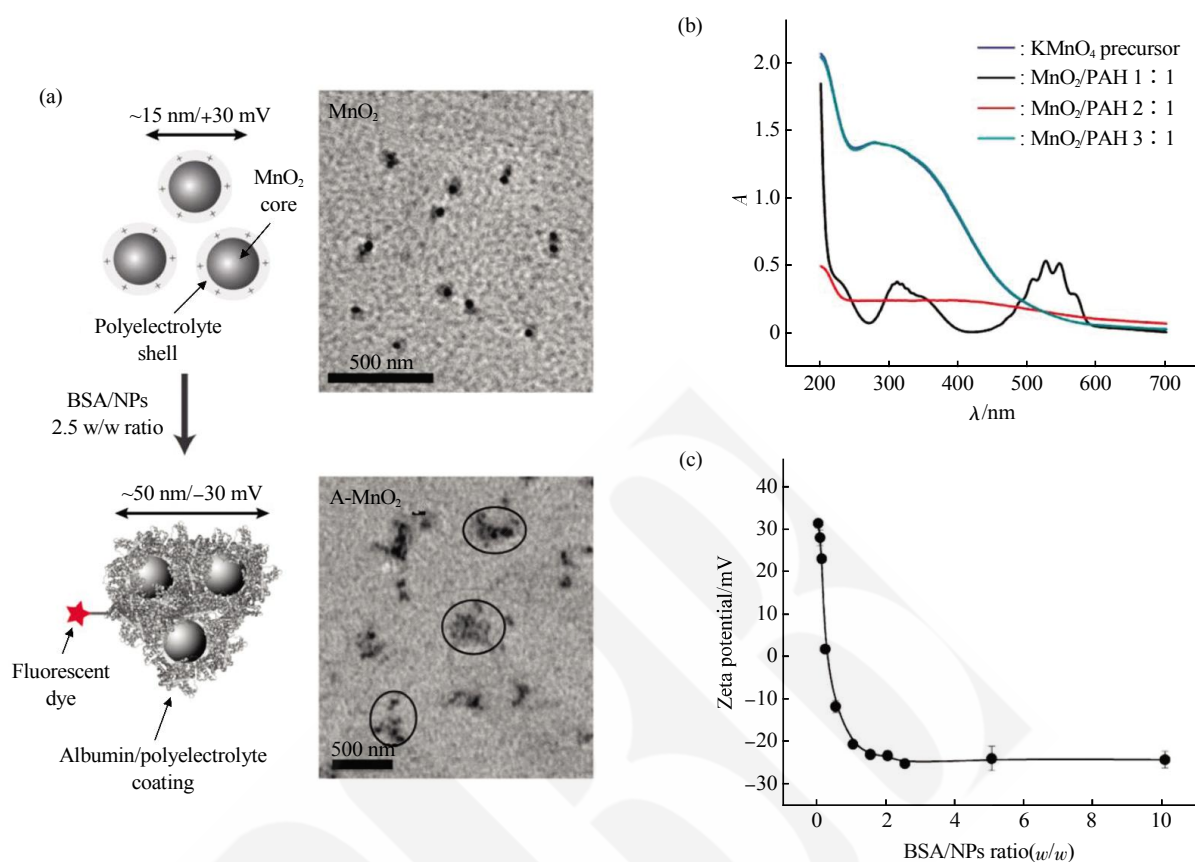 (a)
~15 nm/+30 mV
MnO₂
core
Polyelectrolyte
shell
BSA/NPs
2.5 w/w ratio
~50 nm/−30 mV
Fluorescent
dye
Albumin/polyelectrolyte
coating
MnO₂
500 nm
A-MnO₂
500 nm
(b)
: KMnO₄ precursor
: MnO₂/PAH 1∶1
: MnO₂/PAH 2∶1
: MnO₂/PAH 3∶1
2.0
1.5
1.0
0.5
0
A
200 300 400 500 600 700
λ/nm
(c)
40
30
20
10
0
−10
−20
−30
Zeta potential/mV
0 2 4 6 8 10
BSA/NPs ratio(w/w)